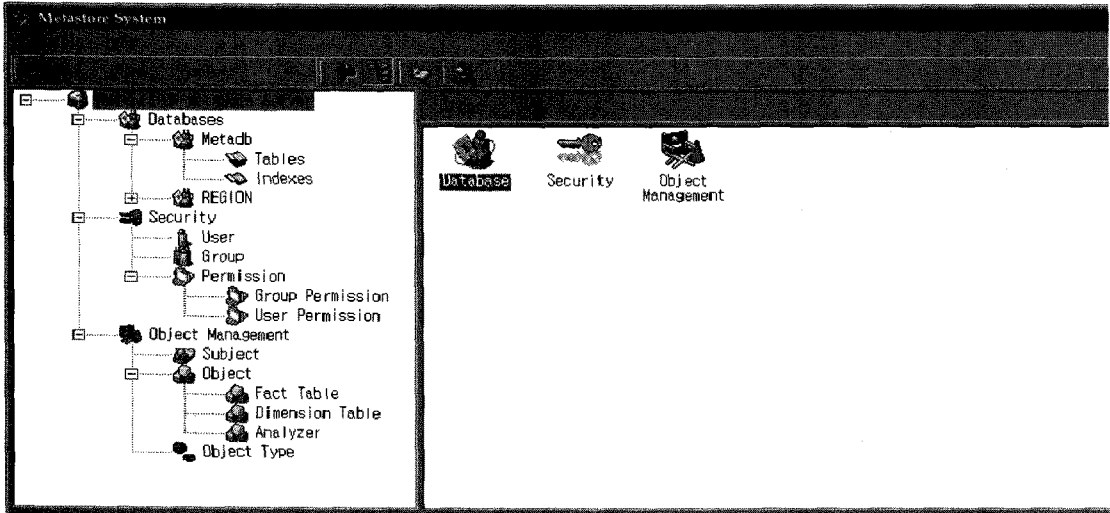 Metastore System
Databases
Metadb
Tables
Indexes
REGION
Security
User
Group
Permission
Group Permission
User Permission
Object Management
Subject
Object
Fact Table
Dimension Table
Analyzer
Object Type
Database
Security
Object
Management